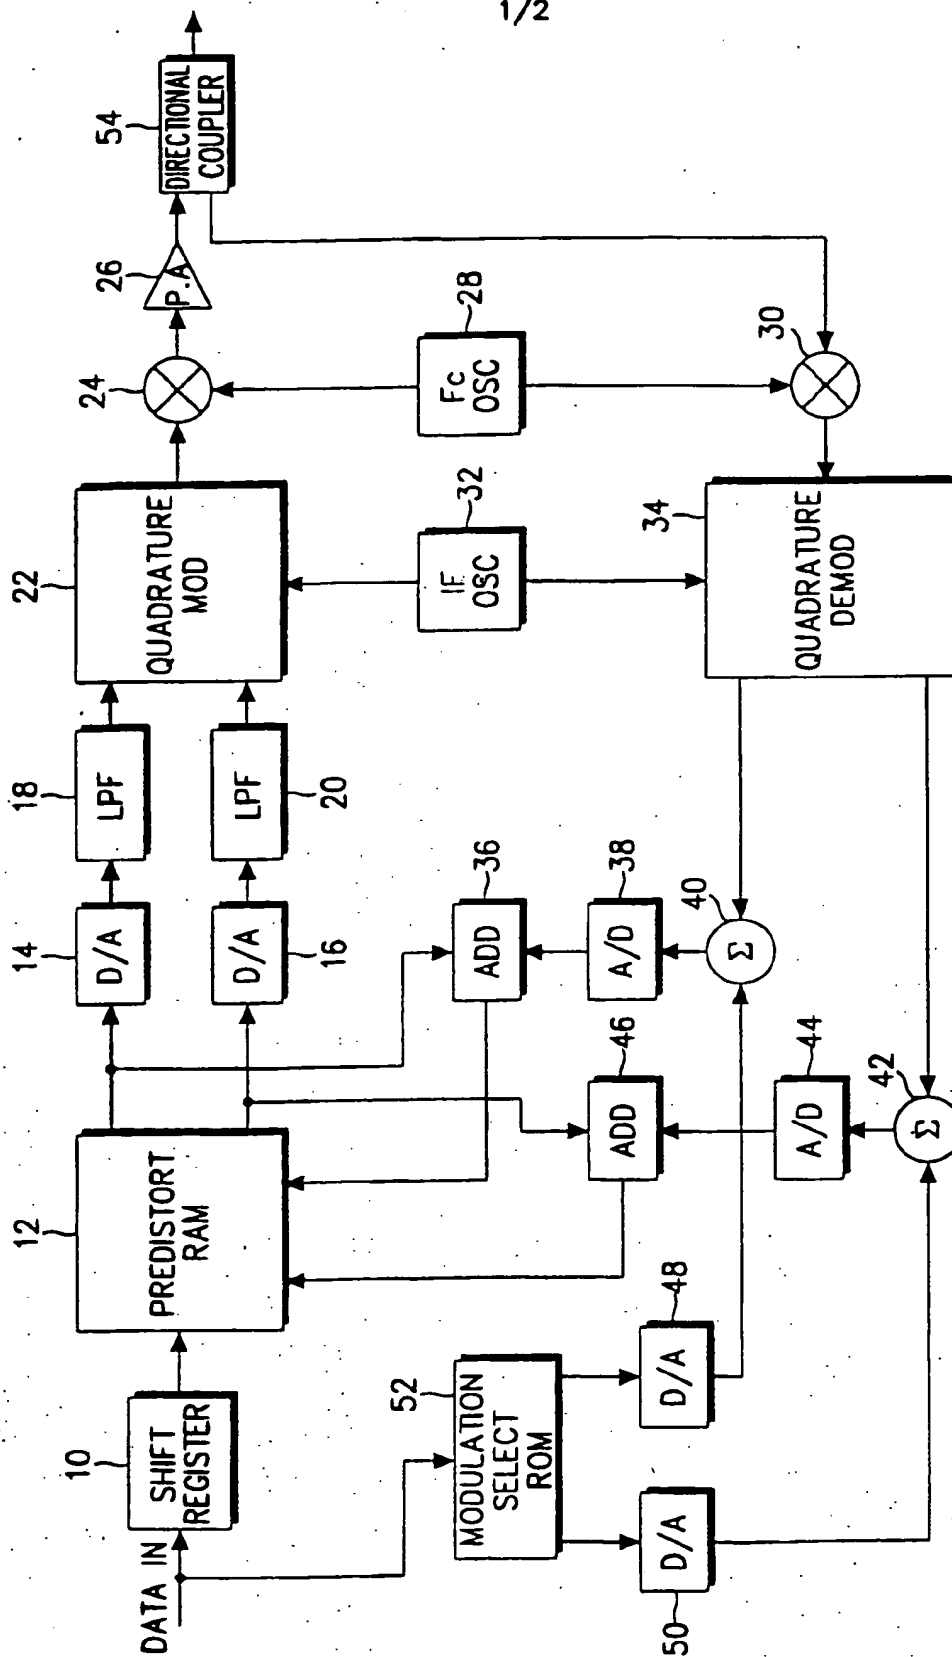 1/2
DATA IN
10
SHIFT
REGISTER
12
PREDISTORT
RAM
14
D/A
16
D/A
18
LPF
20
LPF
22
QUADRATURE
MOD
24
26
P.A
54
DIRECTIONAL
COUPLER
28
Fc
OSC
30
32
IF
OSC
34
QUADRATURE
DEMOD
36
ADD
38
A/D
40
Σ
46
ADD
44
A/D
42
Σ
52
MODULATION
SELECT
ROM
48
D/A
50
D/A